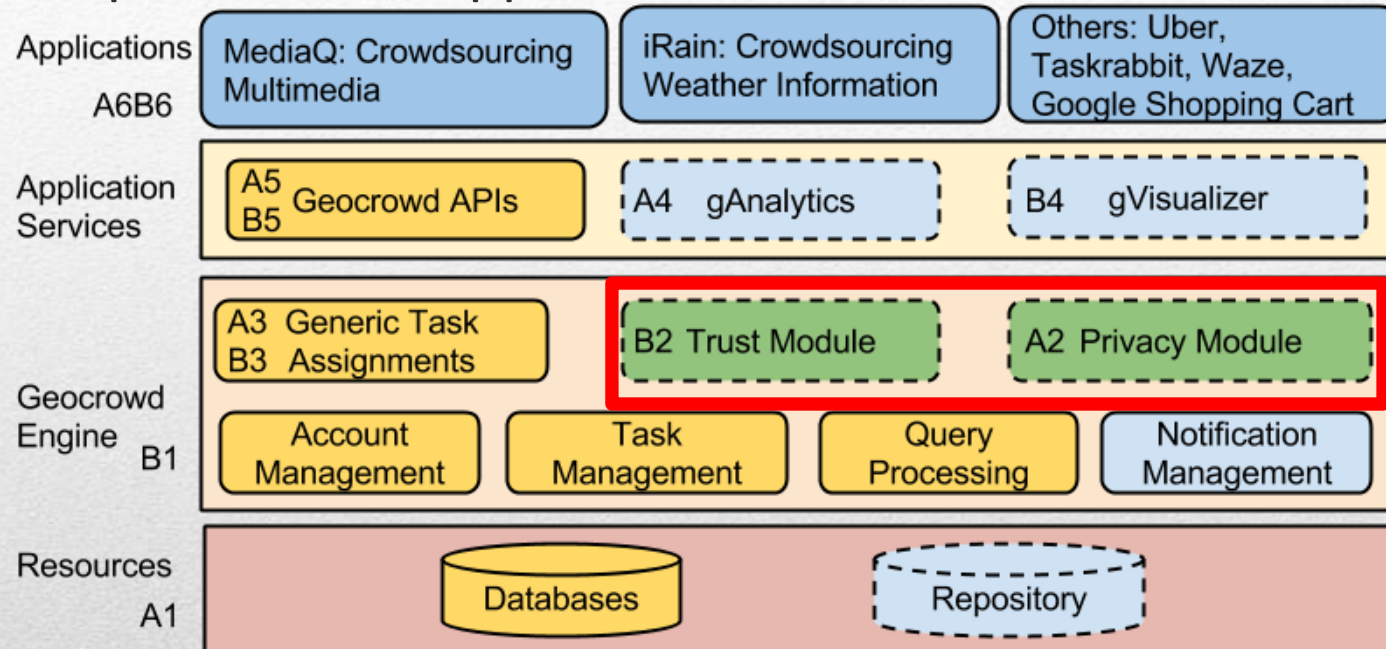 Applications
A6B6
MediaQ: Crowdsourcing
Multimedia
iRain: Crowdsourcing
Weather Information
Others: Uber,
Taskrabbit, Waze,
Google Shopping Cart
Application
Services
A5
B5
Geocrowd APIs
A4 gAnalytics
B4 gVisualizer
Geocrowd
Engine
B1
A3 Generic Task
B3 Assignments
B2 Trust Module
A2 Privacy Module
Account
Management
Task
Management
Query
Processing
Notification
Management
Resources
A1
Databases
Repository